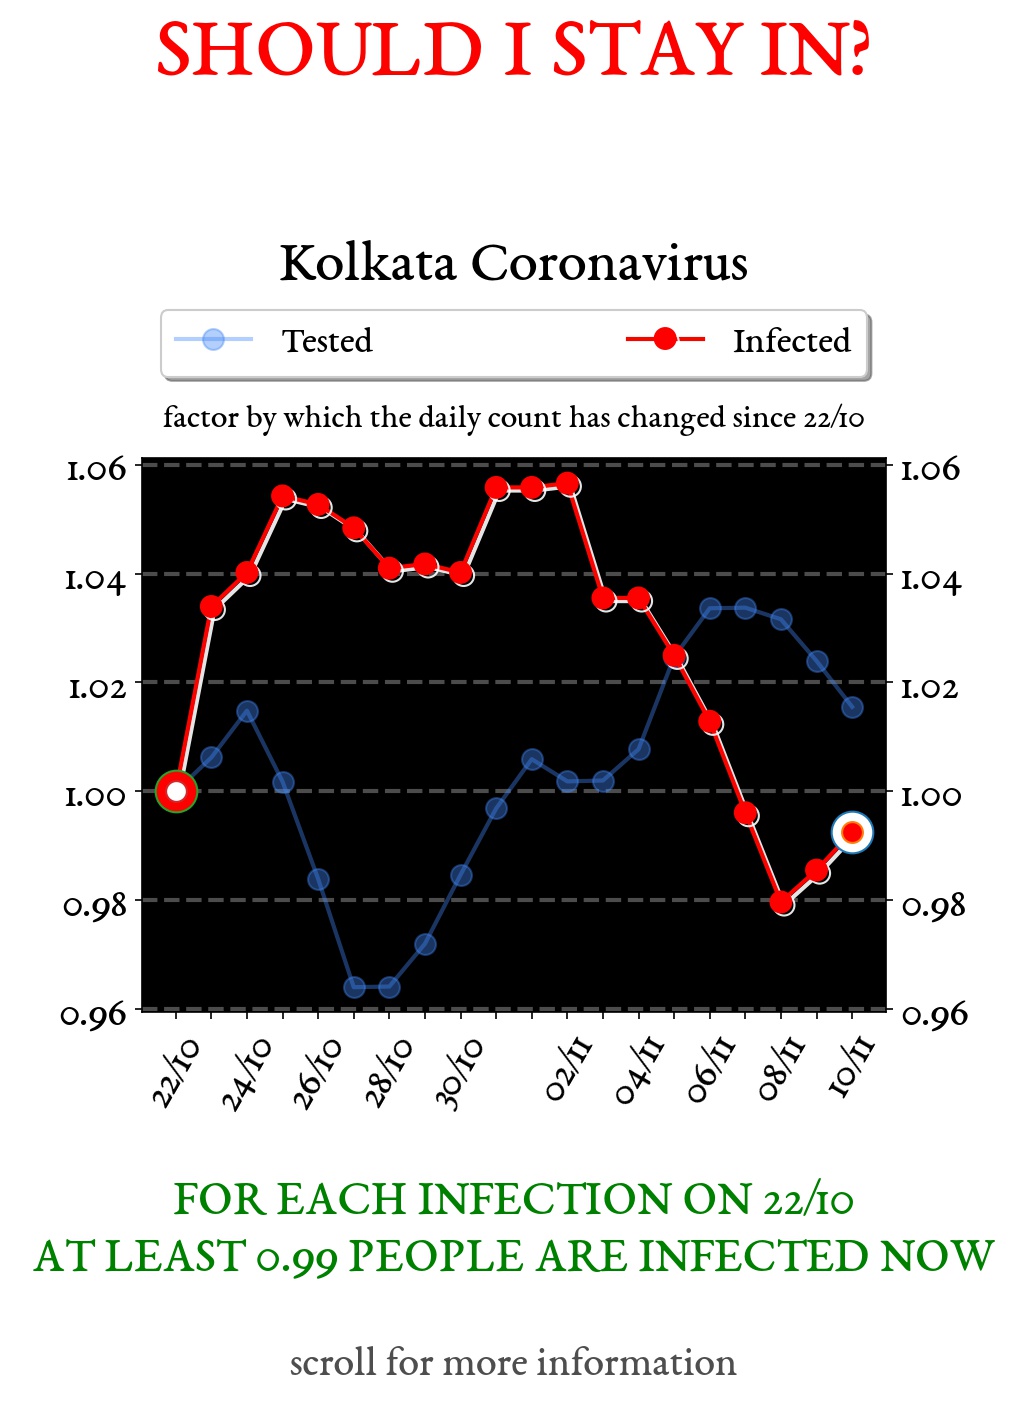 SHOULD I STAY IN?
Kolkata Coronavirus
Tested Infected
factor by which the daily count has changed since 22/10
1.06 1.06
1.04 1.04
1.02 1.02
1.00 1.00
0.98 0.98
0.96 0.96
22/10 24/10 26/10 28/10 30/10 02/11 04/11 06/11 08/11 10/11
FOR EACH INFECTION ON 22/10
AT LEAST 0.99 PEOPLE ARE INFECTED NOW
scroll for more information